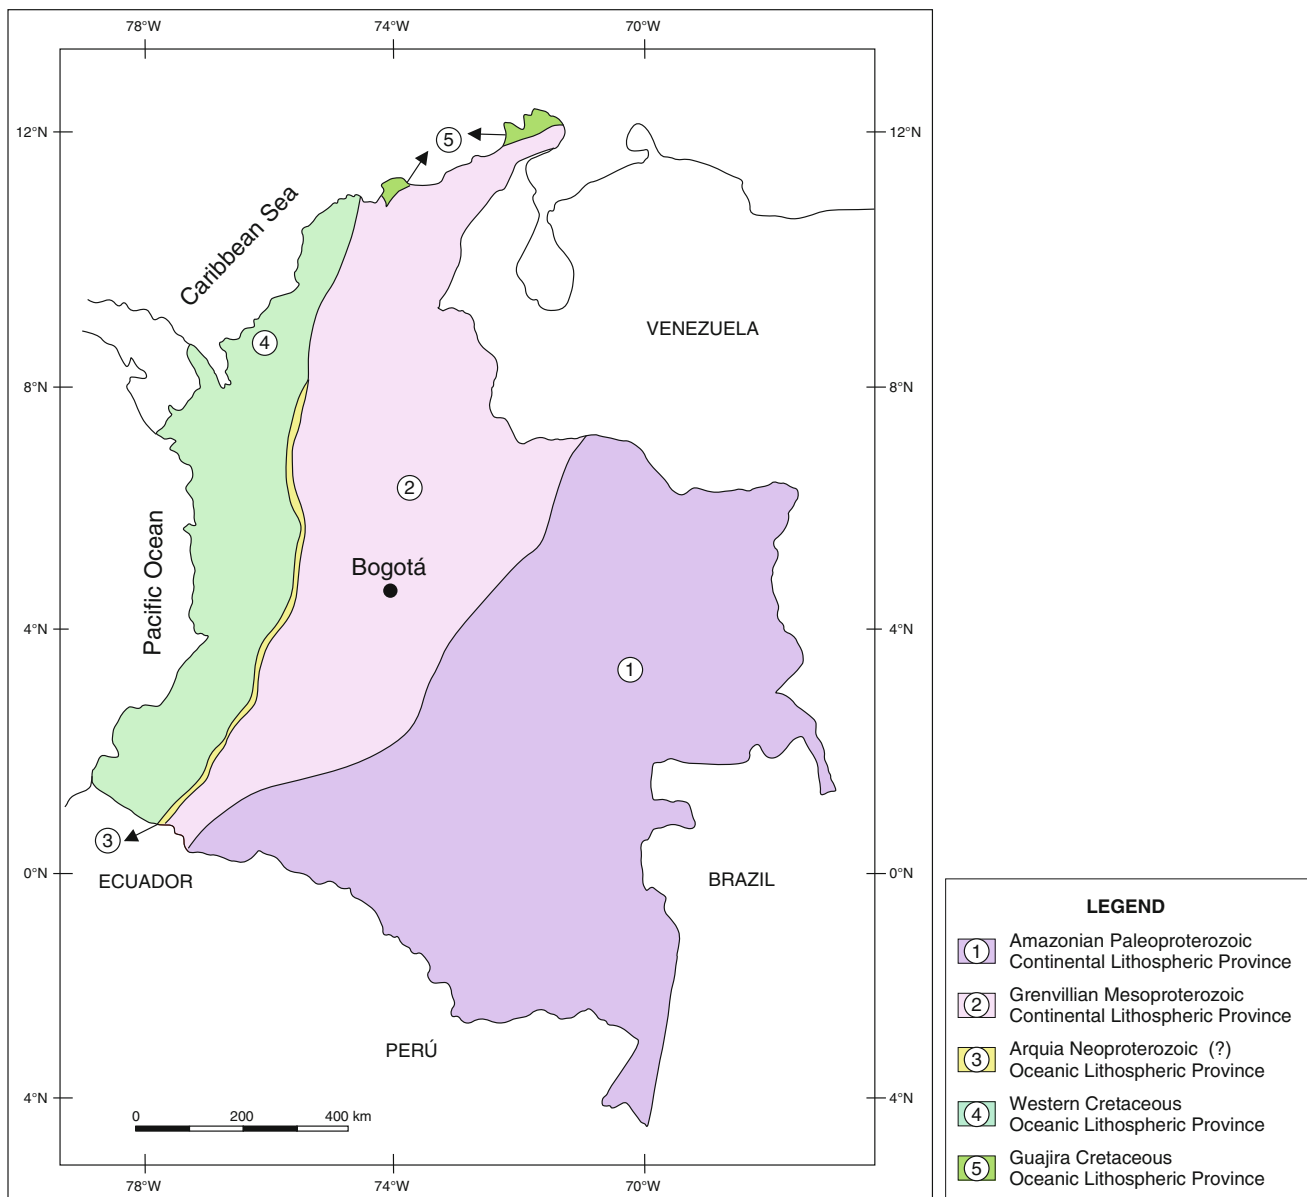 78°W 74°W 70°W
12°N 12°N
5
Caribbean Sea
VENEZUELA
4
8°N 8°N
2
Pacific Ocean
Bogotá
4°N 4°N
1
3
ECUADOR
0°N 0°N
BRAZIL
PERÚ
4°N 4°N
0 200 400 km
78°W 74°W 70°W
LEGEND
1 Amazonian Paleoproterozoic
Continental Lithospheric Province
2 Grenvillian Mesoproterozoic
Continental Lithospheric Province
3 Arquia Neoproterozoic (?)
Oceanic Lithospheric Province
4 Western Cretaceous
Oceanic Lithospheric Province
5 Guajira Cretaceous
Oceanic Lithospheric Province